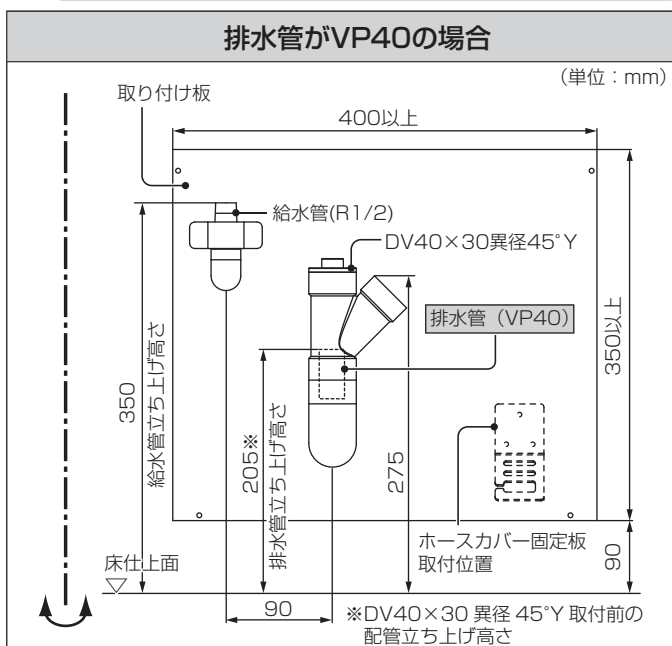 排水管がVP40の場合
(単位：mm)
取り付け板
400以上
給水管(R1/2)
DV40×30異径45°Y
排水管（VP40）
350以上
350
給水管立ち上げ高さ
205※
排水管立ち上げ高さ
275
ホースカバー固定板
取付位置
90
床仕上面
90
※DV40×30 異径 45°Y 取付前の
配管立ち上げ高さ